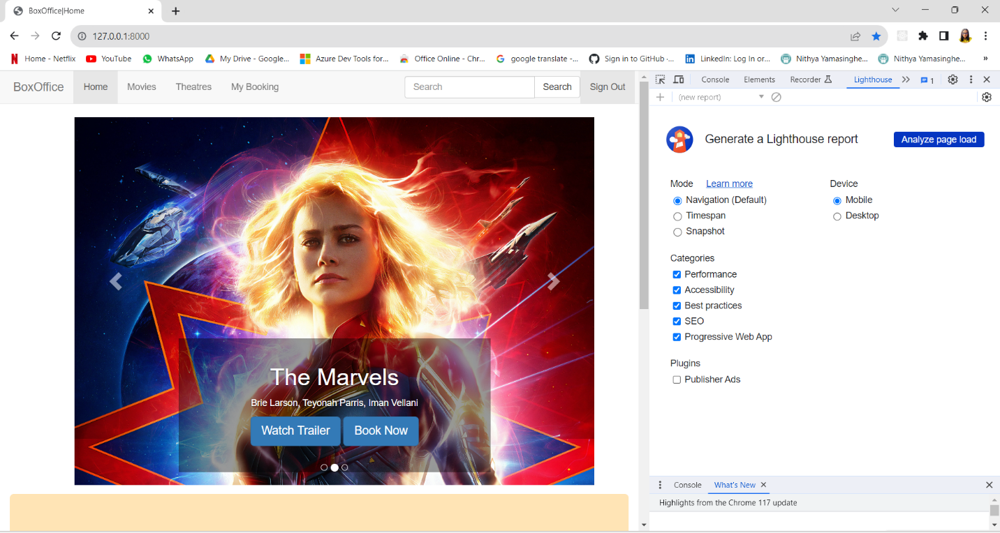 BoxOffice|Home
127.0.0.1:8000
Home - Netflix YouTube WhatsApp My Drive - Google... Azure Dev Tools for... Office Online - Chr... google translate -... Sign in to GitHub ·... LinkedIn: Log In or... Nithya Yamasinghe... Nithya Yamasinghe... »
BoxOffice Home Movies Theatres My Booking Search Search Sign Out
The Marvels
Brie Larson, Teyonah Parris, Iman Vellani
Watch Trailer Book Now
Console Elements Recorder Lighthouse 1
(new report)
Generate a Lighthouse report Analyze page load
Mode Learn more Device
Navigation (Default) Mobile
Timespan Desktop
Snapshot
Categories
Performance
Accessibility
Best practices
SEO
Progressive Web App
Plugins
Publisher Ads
Console What's New
Highlights from the Chrome 117 update